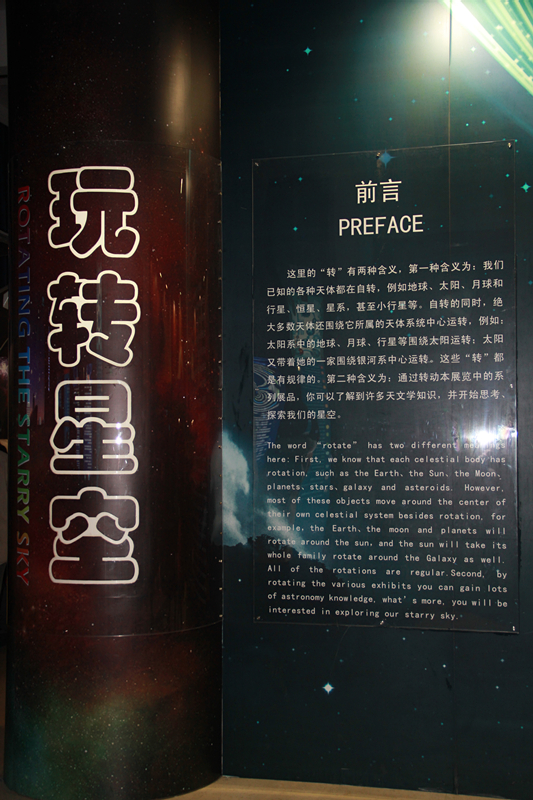 玩转星空
ROTATING THE STARRY SKY
前言
PREFACE
这里的“转”有两种含义，第一种含义为：我们
已知的各种天体都在自转，例如地球、太阳、月球和
行星、恒星、星系，甚至小行星等。自转的同时，绝
大多数天体还围绕它所属的天体系统中心运转，例如：
太阳系中的地球、月球、行星等围绕太阳运转；太阳
又带着她的一家围绕银河系中心运转。这些“转”都
是有规律的。第二种含义为：通过转动本展览中的系
列展品，你可以了解到许多天文学知识，并开始思考、
探索我们的星空。
The word “rotate” has two different meanings
here: First, we know that each celestial body has
rotation, such as the Earth、the Sun、the Moon、
planets、stars、galaxy and asteroids. However,
most of these objects move around the center of
their own celestial system besides rotation, for
example, the Earth、the moon and planets will
rotate around the sun, and the sun will take its
whole family rotate around the Galaxy as well.
All of the rotations are regular.Second, by
rotating the various exhibits you can gain lots
of astronomy knowledge, what’s more, you will be
interested in exploring our starry sky.